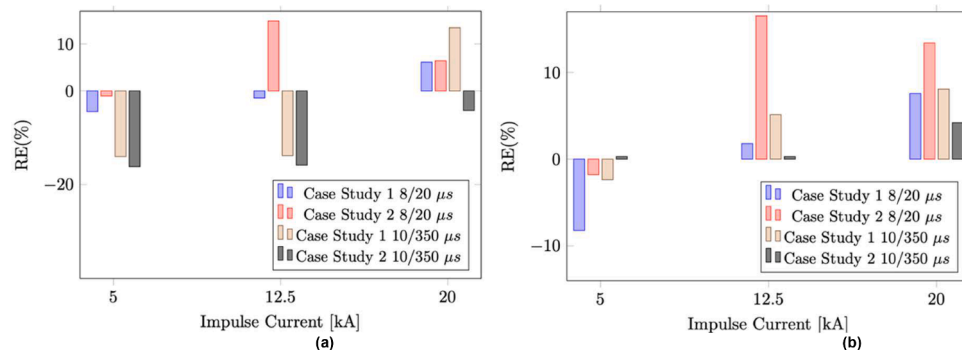 10
0
−20
RE(%)
Case Study 1 8/20 μs
Case Study 2 8/20 μs
Case Study 1 10/350 μs
Case Study 2 10/350 μs
5
12.5
20
Impulse Current [kA]
(a)
10
0
−10
RE(%)
Case Study 1 8/20 μs
Case Study 2 8/20 μs
Case Study 1 10/350 μs
Case Study 2 10/350 μs
5
12.5
20
Impulse Current [kA]
(b)